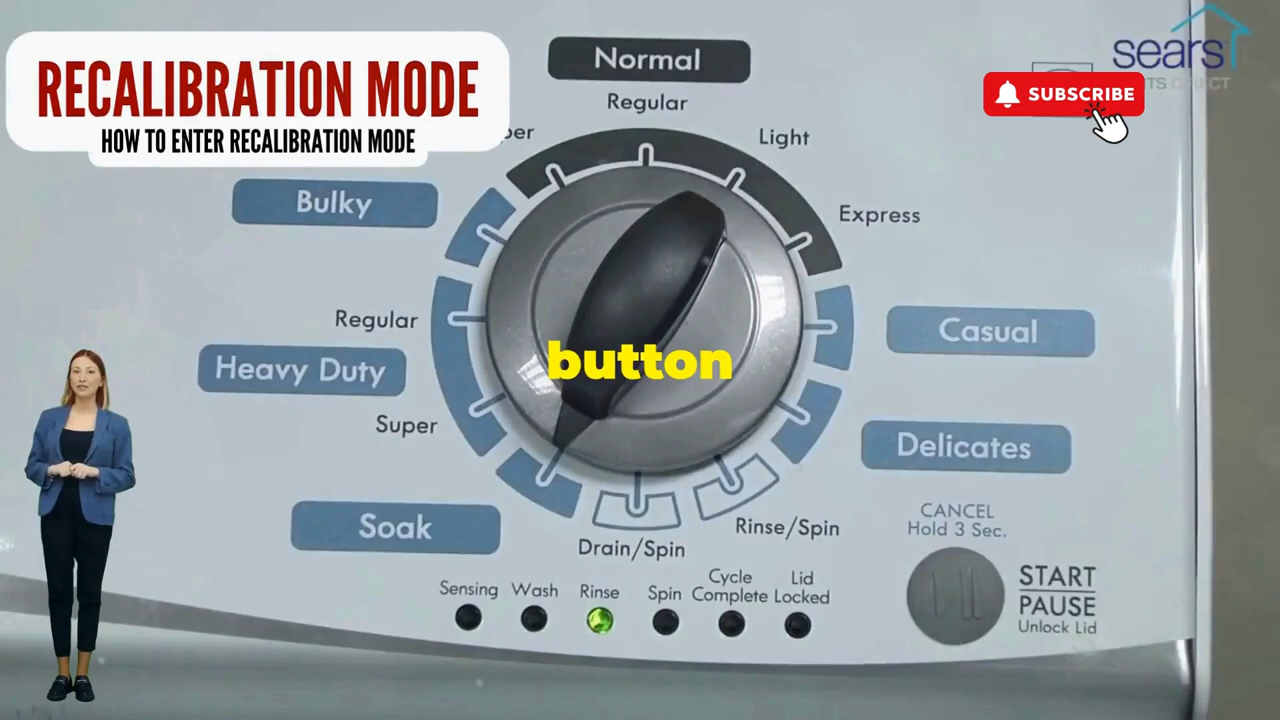 RECALIBRATION MODE
HOW TO ENTER RECALIBRATION MODE
sears
SUBSCRIBE
Normal
Regular
Light
Express
Bulky
Regular
Heavy Duty
Super
Casual
Delicates
Soak
Drain/Spin
Rinse/Spin
button
CANCEL
Hold 3 Sec.
START
PAUSE
Unlock Lid
Sensing
Wash
Rinse
Spin
Cycle
Complete
Lid
Locked